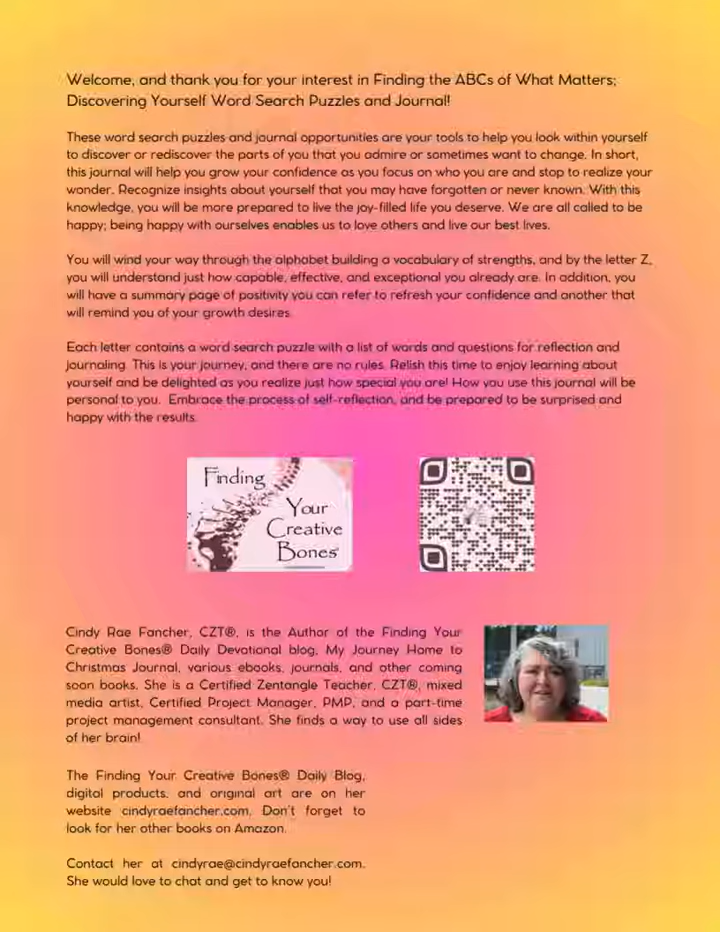 Welcome, and thank you for your interest in Finding the ABCs of What Matters;
Discovering Yourself Word Search Puzzles and Journal!
These word search puzzles and journal opportunities are your tools to help you look within yourself
to discover or rediscover the parts of you that you admire or sometimes want to change. In short,
this journal will help you grow your confidence as you focus on who you are and stop to realize your
wonder. Recognize insights about yourself that you may have forgotten or never known. With this
knowledge, you will be more prepared to live the joy-filled life you deserve. We are all called to be
happy; being happy with ourselves enables us to love others and live our best lives.
You will wind your way through the alphabet building a vocabulary of strengths, and by the letter Z,
you will understand just how capable, effective, and exceptional you already are. In addition, you
will have a summary page of positivity you can refer to refresh your confidence and another that
will remind you of your growth desires.
Each letter contains a word search puzzle with a list of words and questions for reflection and
journaling. This is your journey, and there are no rules. Relish this time to enjoy learning about
yourself and be delighted as you realize just how special you are! How you use this journal will be
personal to you. Embrace the process of self-reflection, and be prepared to be surprised and
happy with the results.
Finding
Your
Creative
Bones
Cindy Rae Fancher, CZT®, is the Author of the Finding Your
Creative Bones® Daily Devotional blog, My Journey Home to
Christmas Journal, various ebooks, journals, and other coming
soon books. She is a Certified Zentangle Teacher, CZT®, mixed
media artist, Certified Project Manager, PMP, and a part-time
project management consultant. She finds a way to use all sides
of her brain!
The Finding Your Creative Bones® Daily Blog,
digital products, and original art are on her
website cindyraefancher.com. Don't forget to
look for her other books on Amazon.
Contact her at cindyrae@cindyraefancher.com.
She would love to chat and get to know you!